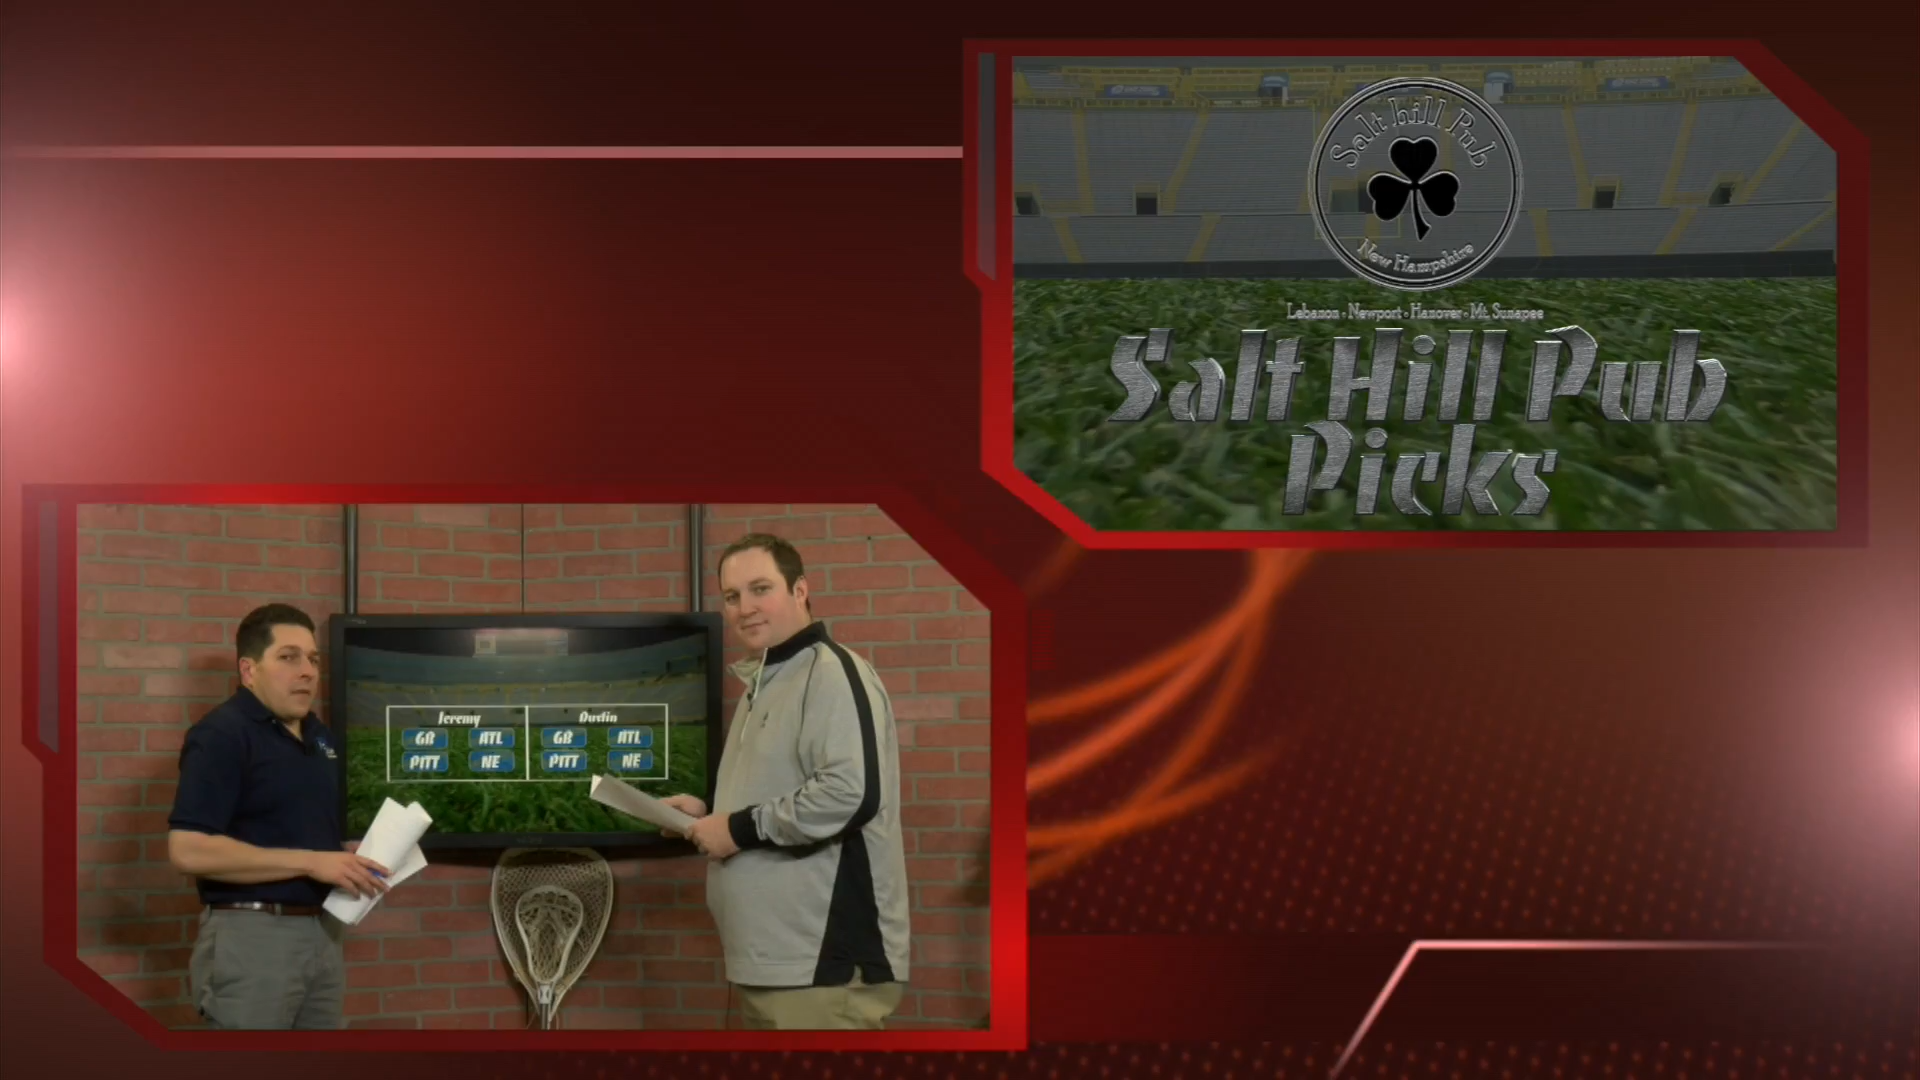 Salt hill Pub
New Hampshire
Lebanon • Newport • Hanover • Mt. Sunapee
Salt Hill Pub
Picks
Jeremy Dustin
GB ATL GB ATL
PITT NE PITT NE